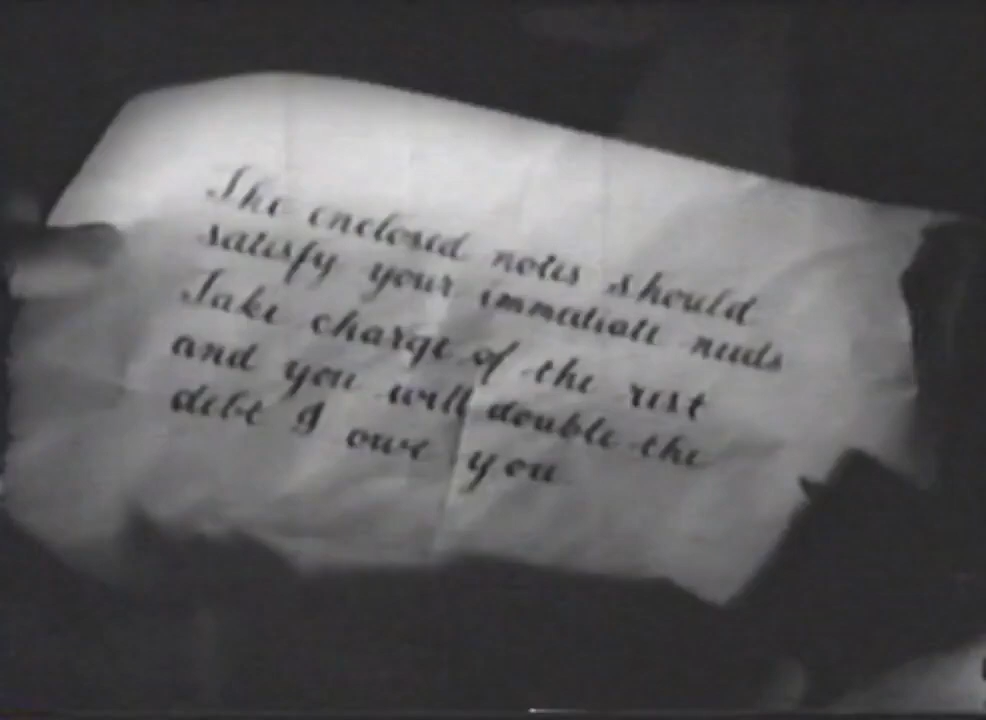 The enclosed notes should
satisfy your immediate needs
Take charge of the rest
and you will double the
debt I owe you